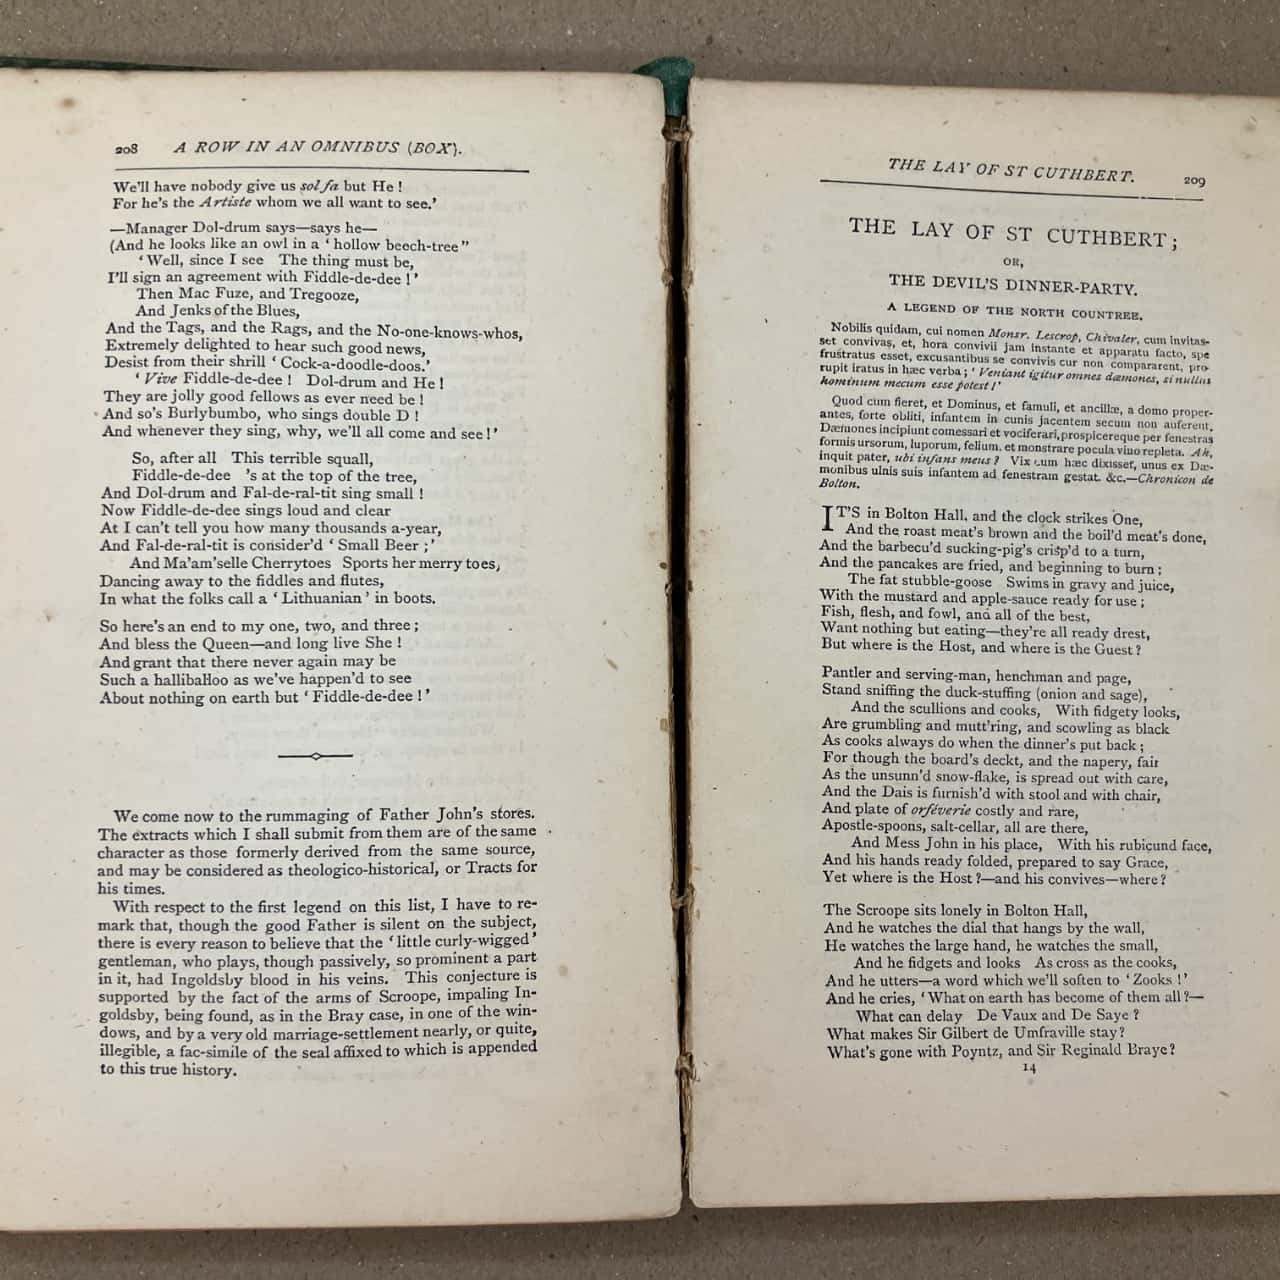 208 A ROW IN AN OMNIBUS (BOX).
We'll have nobody give us sol fa but He !
For he's the Artiste whom we all want to see.'
—Manager Dol-drum says—says he—
(And he looks like an owl in a ' hollow beech-tree "
' Well, since I see The thing must be,
I'll sign an agreement with Fiddle-de-dee ! '
Then Mac Fuze, and Tregooze,
And Jenks of the Blues,
And the Tags, and the Rags, and the No-one-knows-whos,
Extremely delighted to hear such good news,
Desist from their shrill ' Cock-a-doodle-doos.'
' Vive Fiddle-de-dee ! Dol-drum and He !
They are jolly good fellows as ever need be !
And so's Burlybumbo, who sings double D !
And whenever they sing, why, we'll all come and see ! '
So, after all This terrible squall,
Fiddle-de-dee 's at the top of the tree,
And Dol-drum and Fal-de-ral-tit sing small !
Now Fiddle-de-dee sings loud and clear
At I can't tell you how many thousands a-year,
And Fal-de-ral-tit is consider'd ' Small Beer ; '
And Ma'am'selle Cherrytoes Sports her merry toes,
Dancing away to the fiddles and flutes,
In what the folks call a ' Lithuanian ' in boots.
So here's an end to my one, two, and three ;
And bless the Queen—and long live She !
And grant that there never again may be
Such a halliballoo as we've happen'd to see
About nothing on earth but ' Fiddle-de-dee ! '
We come now to the rummaging of Father John's stores.
The extracts which I shall submit from them are of the same
character as those formerly derived from the same source,
and may be considered as theologico-historical, or Tracts for
his times.
With respect to the first legend on this list, I have to re-
mark that, though the good Father is silent on the subject,
there is every reason to believe that the ' little curly-wigged '
gentleman, who plays, though passively, so prominent a part
in it, had Ingoldsby blood in his veins. This conjecture is
supported by the fact of the arms of Scroope, impaling In-
goldsby, being found, as in the Bray case, in one of the win-
dows, and by a very old marriage-settlement nearly, or quite,
illegible, a fac-simile of the seal affixed to which is appended
to this true history.
THE LAY OF ST CUTHBERT. 209
THE LAY OF ST CUTHBERT ;
OR,
THE DEVIL'S DINNER-PARTY.
A LEGEND OF THE NORTH COUNTREE.
Nobilis quidam, cui nomen Monsr. Lescrop, Chivaler, cum invitas-
set convivas, et, hora convivii jam instante et apparatu facto, spe
frustratus esset, excusantibus se convivis cur non compararent, pro-
rupit iratus in hæc verba ; ' Veniant igitur omnes dæmones, si nullus
hominum mecum esse potest ! '
Quod cum fieret, et Dominus, et famuli, et ancillæ, a domo proper-
antes, forte obliti, infantem in cunis jacentem secum non auferent.
Dæmones incipiunt comessari et vociferari, prospicereque per fenestras
formis ursorum, luporum, felium, et monstrare pocula vino repleta. Ah,
inquit pater, ubi infans meus ? Vix cum hæc dixisset, unus ex Dæ-
monibus ulnis suis infantem ad fenestram gestat. &c.—Chronicon de
Bolton.
IT'S in Bolton Hall, and the clock strikes One,
And the roast meat's brown and the boil'd meat's done,
And the barbecu'd sucking-pig's crisp'd to a turn,
And the pancakes are fried, and beginning to burn ;
The fat stubble-goose Swims in gravy and juice,
With the mustard and apple-sauce ready for use ;
Fish, flesh, and fowl, and all of the best,
Want nothing but eating—they're all ready drest,
But where is the Host, and where is the Guest ?
Pantler and serving-man, henchman and page,
Stand sniffing the duck-stuffing (onion and sage),
And the scullions and cooks, With fidgety looks,
Are grumbling and mutt'ring, and scowling as black
As cooks always do when the dinner's put back ;
For though the board's deckt, and the napery, fair
As the unsunn'd snow-flake, is spread out with care,
And the Dais is furnish'd with stool and with chair,
And plate of orféverie costly and rare,
Apostle-spoons, salt-cellar, all are there,
And Mess John in his place, With his rubicund face,
And his hands ready folded, prepared to say Grace,
Yet where is the Host ?—and his convives—where ?
The Scroope sits lonely in Bolton Hall,
And he watches the dial that hangs by the wall,
He watches the large hand, he watches the small,
And he fidgets and looks As cross as the cooks,
And he utters—a word which we'll soften to ' Zooks ! '
And he cries, ' What on earth has become of them all ?—
What can delay De Vaux and De Saye ?
What makes Sir Gilbert de Umfraville stay ?
What's gone with Poyntz, and Sir Reginald Braye ?
14